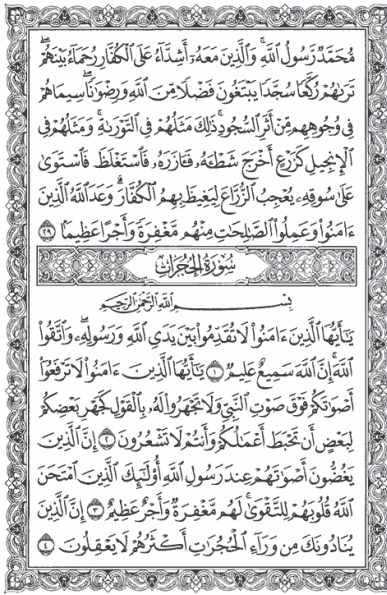 مُّحَمَّدٌ رَّسُولُ ٱللَّهِۚ وَٱلَّذِينَ مَعَهُۥٓ أَشِدَّآءُ عَلَى ٱلۡكُفَّارِ رُحَمَآءُ بَيۡنَهُمۡۖ
تَرَىٰهُمۡ رُكَّعٗا سُجَّدٗا يَبۡتَغُونَ فَضۡلٗا مِّنَ ٱللَّهِ وَرِضۡوَٰنٗاۖ سِيمَاهُمۡ
فِي وُجُوهِهِم مِّنۡ أَثَرِ ٱلسُّجُودِۚ ذَٰلِكَ مَثَلُهُمۡ فِي ٱلتَّوۡرَىٰةِۚ وَمَثَلُهُمۡ فِي
ٱلۡإِنجِيلِ كَزَرۡعٍ أَخۡرَجَ شَطۡـَٔهُۥ فَـَٔازَرَهُۥ فَٱسۡتَغۡلَظَ فَٱسۡتَوَىٰ
عَلَىٰ سُوقِهِۦ يُعۡجِبُ ٱلزُّرَّاعَ لِيَغِيظَ بِهِمُ ٱلۡكُفَّارَۗ وَعَدَ ٱللَّهُ ٱلَّذِينَ
ءَامَنُواْ وَعَمِلُواْ ٱلصَّٰلِحَٰتِ مِنۡهُم مَّغۡفِرَةٗ وَأَجۡرًا عَظِيمَۢا ٢٩
سُورَةُ الحُجُرَاتِ
بِسۡمِ ٱللَّهِ ٱلرَّحۡمَٰنِ ٱلرَّحِيمِ
يَٰٓأَيُّهَا ٱلَّذِينَ ءَامَنُواْ لَا تُقَدِّمُواْ بَيۡنَ يَدَيِ ٱللَّهِ وَرَسُولِهِۦۖ وَٱتَّقُواْ
ٱللَّهَۚ إِنَّ ٱللَّهَ سَمِيعٌ عَلِيمٞ ١ يَٰٓأَيُّهَا ٱلَّذِينَ ءَامَنُواْ لَا تَرۡفَعُوٓاْ
أَصۡوَٰتَكُمۡ فَوۡقَ صَوۡتِ ٱلنَّبِيِّ وَلَا تَجۡهَرُواْ لَهُۥ بِٱلۡقَوۡلِ كَجَهۡرِ بَعۡضِكُمۡ
لِبَعۡضٍ أَن تَحۡبَطَ أَعۡمَٰلُكُمۡ وَأَنتُمۡ لَا تَشۡعُرُونَ ٢ إِنَّ ٱلَّذِينَ
يَغُضُّونَ أَصۡوَٰتَهُمۡ عِندَ رَسُولِ ٱللَّهِ أُوْلَٰٓئِكَ ٱلَّذِينَ ٱمۡتَحَنَ
ٱللَّهُ قُلُوبَهُمۡ لِلتَّقۡوَىٰۚ لَهُم مَّغۡفِرَةٞ وَأَجۡرٌ عَظِيمٌ ٣ إِنَّ ٱلَّذِينَ
يُنَادُونَكَ مِن وَرَآءِ ٱلۡحُجُرَٰتِ أَكۡثَرُهُمۡ لَا يَعۡقِلُونَ ٤